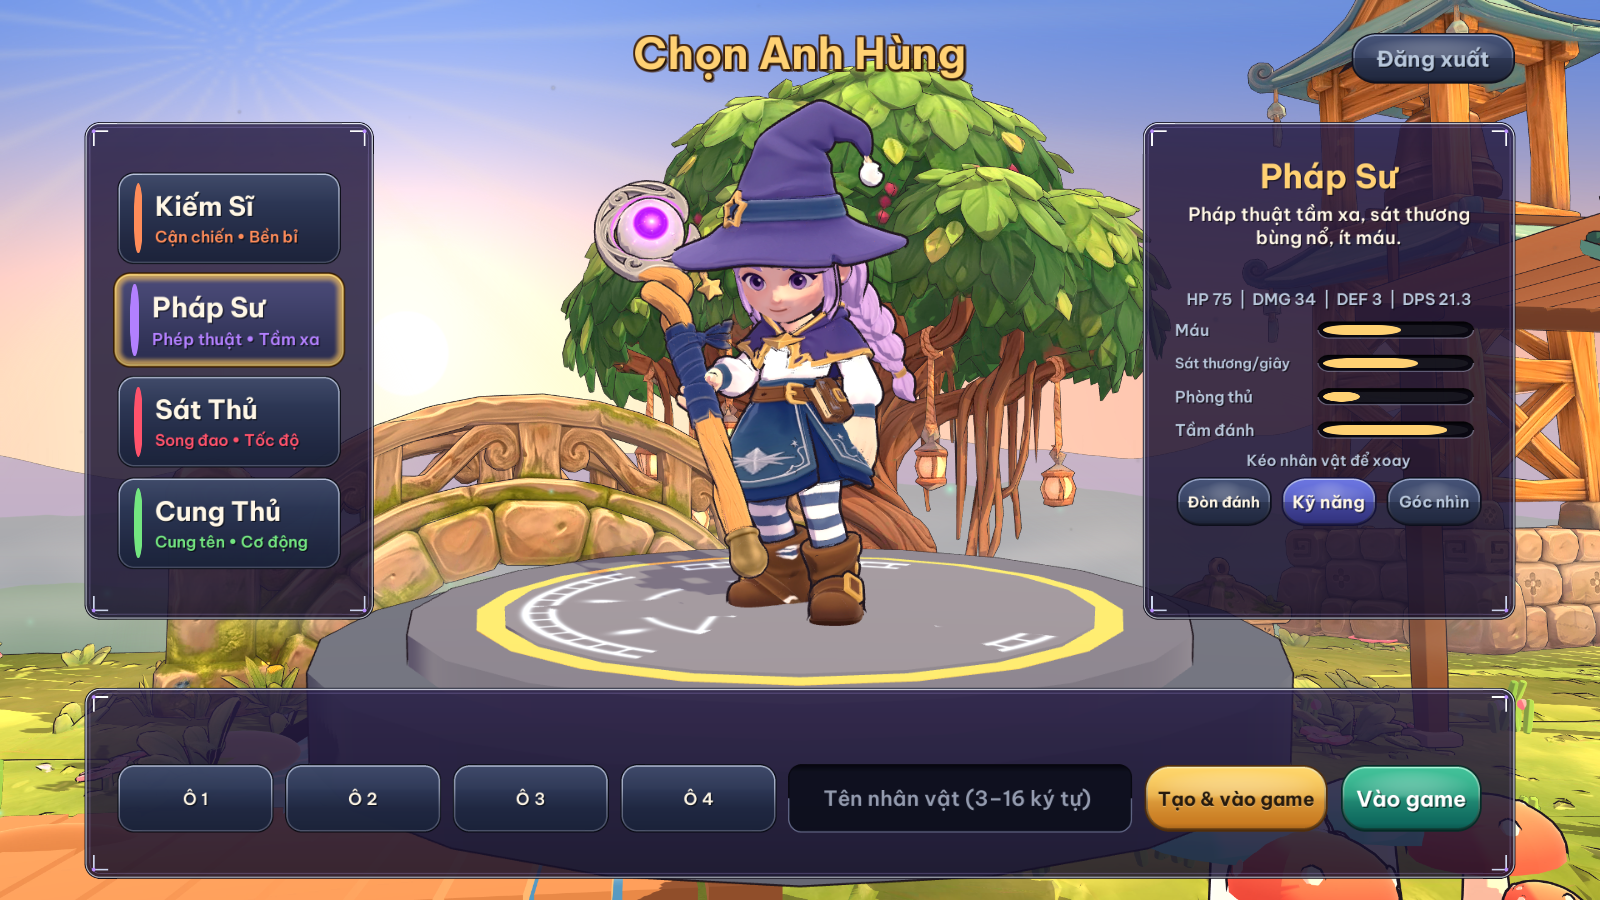 Chọn Anh Hùng
Đăng xuất
Kiếm Sĩ
Cận chiến • Bền bỉ
Pháp Sư
Phép thuật • Tầm xa
Sát Thủ
Song đao • Tốc độ
Cung Thủ
Cung tên • Cơ động
Pháp Sư
Pháp thuật tầm xa, sát thương
bùng nổ, ít máu.
HP 75 | DMG 34 | DEF 3 | DPS 21.3
Máu
Sát thương/giây
Phòng thủ
Tầm đánh
Kéo nhân vật để xoay
Đòn đánh
Kỹ năng
Góc nhìn
Ô 1
Ô 2
Ô 3
Ô 4
Tên nhân vật (3–16 ký tự)
Tạo & vào game
Vào game